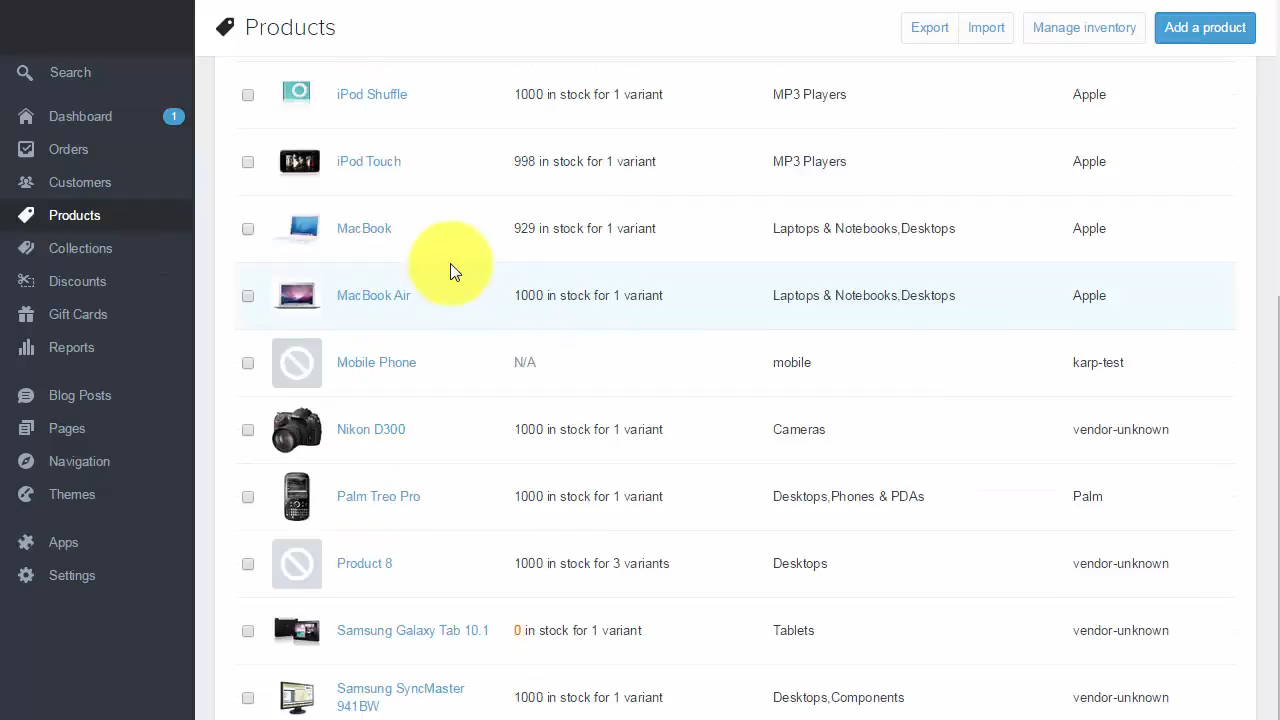 Products
Export
Import
Manage inventory
Add a product
Search
Dashboard
1
Orders
Customers
Products
Collections
Discounts
Gift Cards
Reports
Blog Posts
Pages
Navigation
Themes
Apps
Settings
iPod Shuffle 1000 in stock for 1 variant MP3 Players Apple
iPod Touch 998 in stock for 1 variant MP3 Players Apple
MacBook 929 in stock for 1 variant Laptops & Notebooks,Desktops Apple
MacBook Air 1000 in stock for 1 variant Laptops & Notebooks,Desktops Apple
Mobile Phone N/A mobile karp-test
Nikon D300 1000 in stock for 1 variant Cameras vendor-unknown
Palm Treo Pro 1000 in stock for 1 variant Desktops,Phones & PDAs Palm
Product 8 1000 in stock for 3 variants Desktops vendor-unknown
Samsung Galaxy Tab 10.1 0 in stock for 1 variant Tablets vendor-unknown
Samsung SyncMaster
941BW 1000 in stock for 1 variant Desktops,Components vendor-unknown